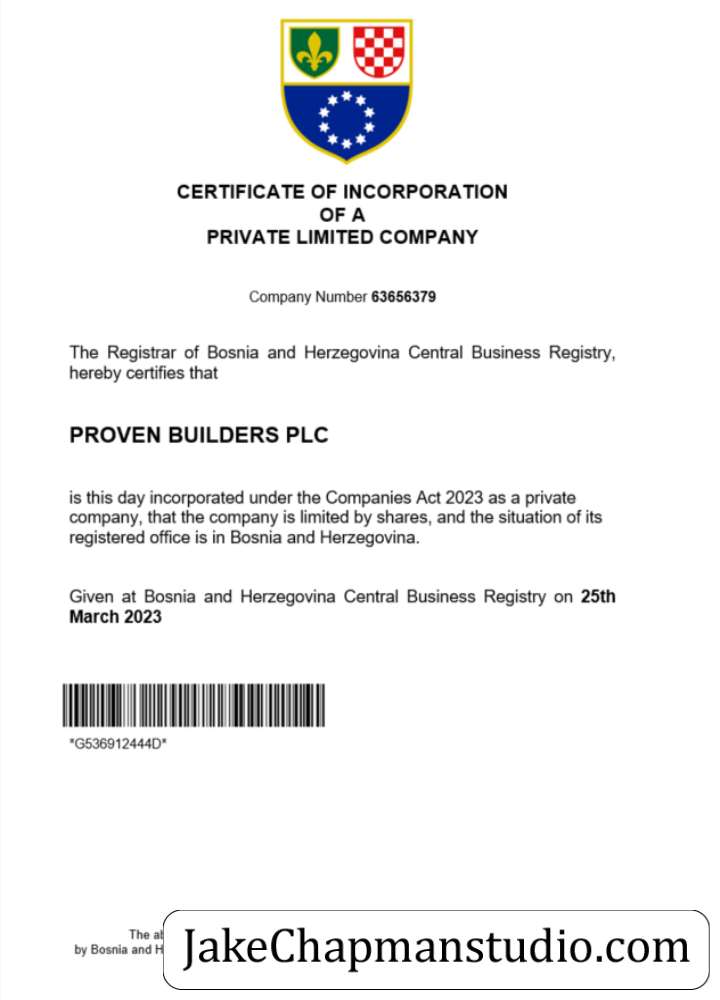 CERTIFICATE OF INCORPORATION
OF A
PRIVATE LIMITED COMPANY
Company Number 63656379
The Registrar of Bosnia and Herzegovina Central Business Registry,
hereby certifies that
PROVEN BUILDERS PLC
is this day incorporated under the Companies Act 2023 as a private
company, that the company is limited by shares, and the situation of its
registered office is in Bosnia and Herzegovina.
Given at Bosnia and Herzegovina Central Business Registry on 25th
March 2023
*G536912444D*
The
by Bosnia and
JakeChapmanstudio.com